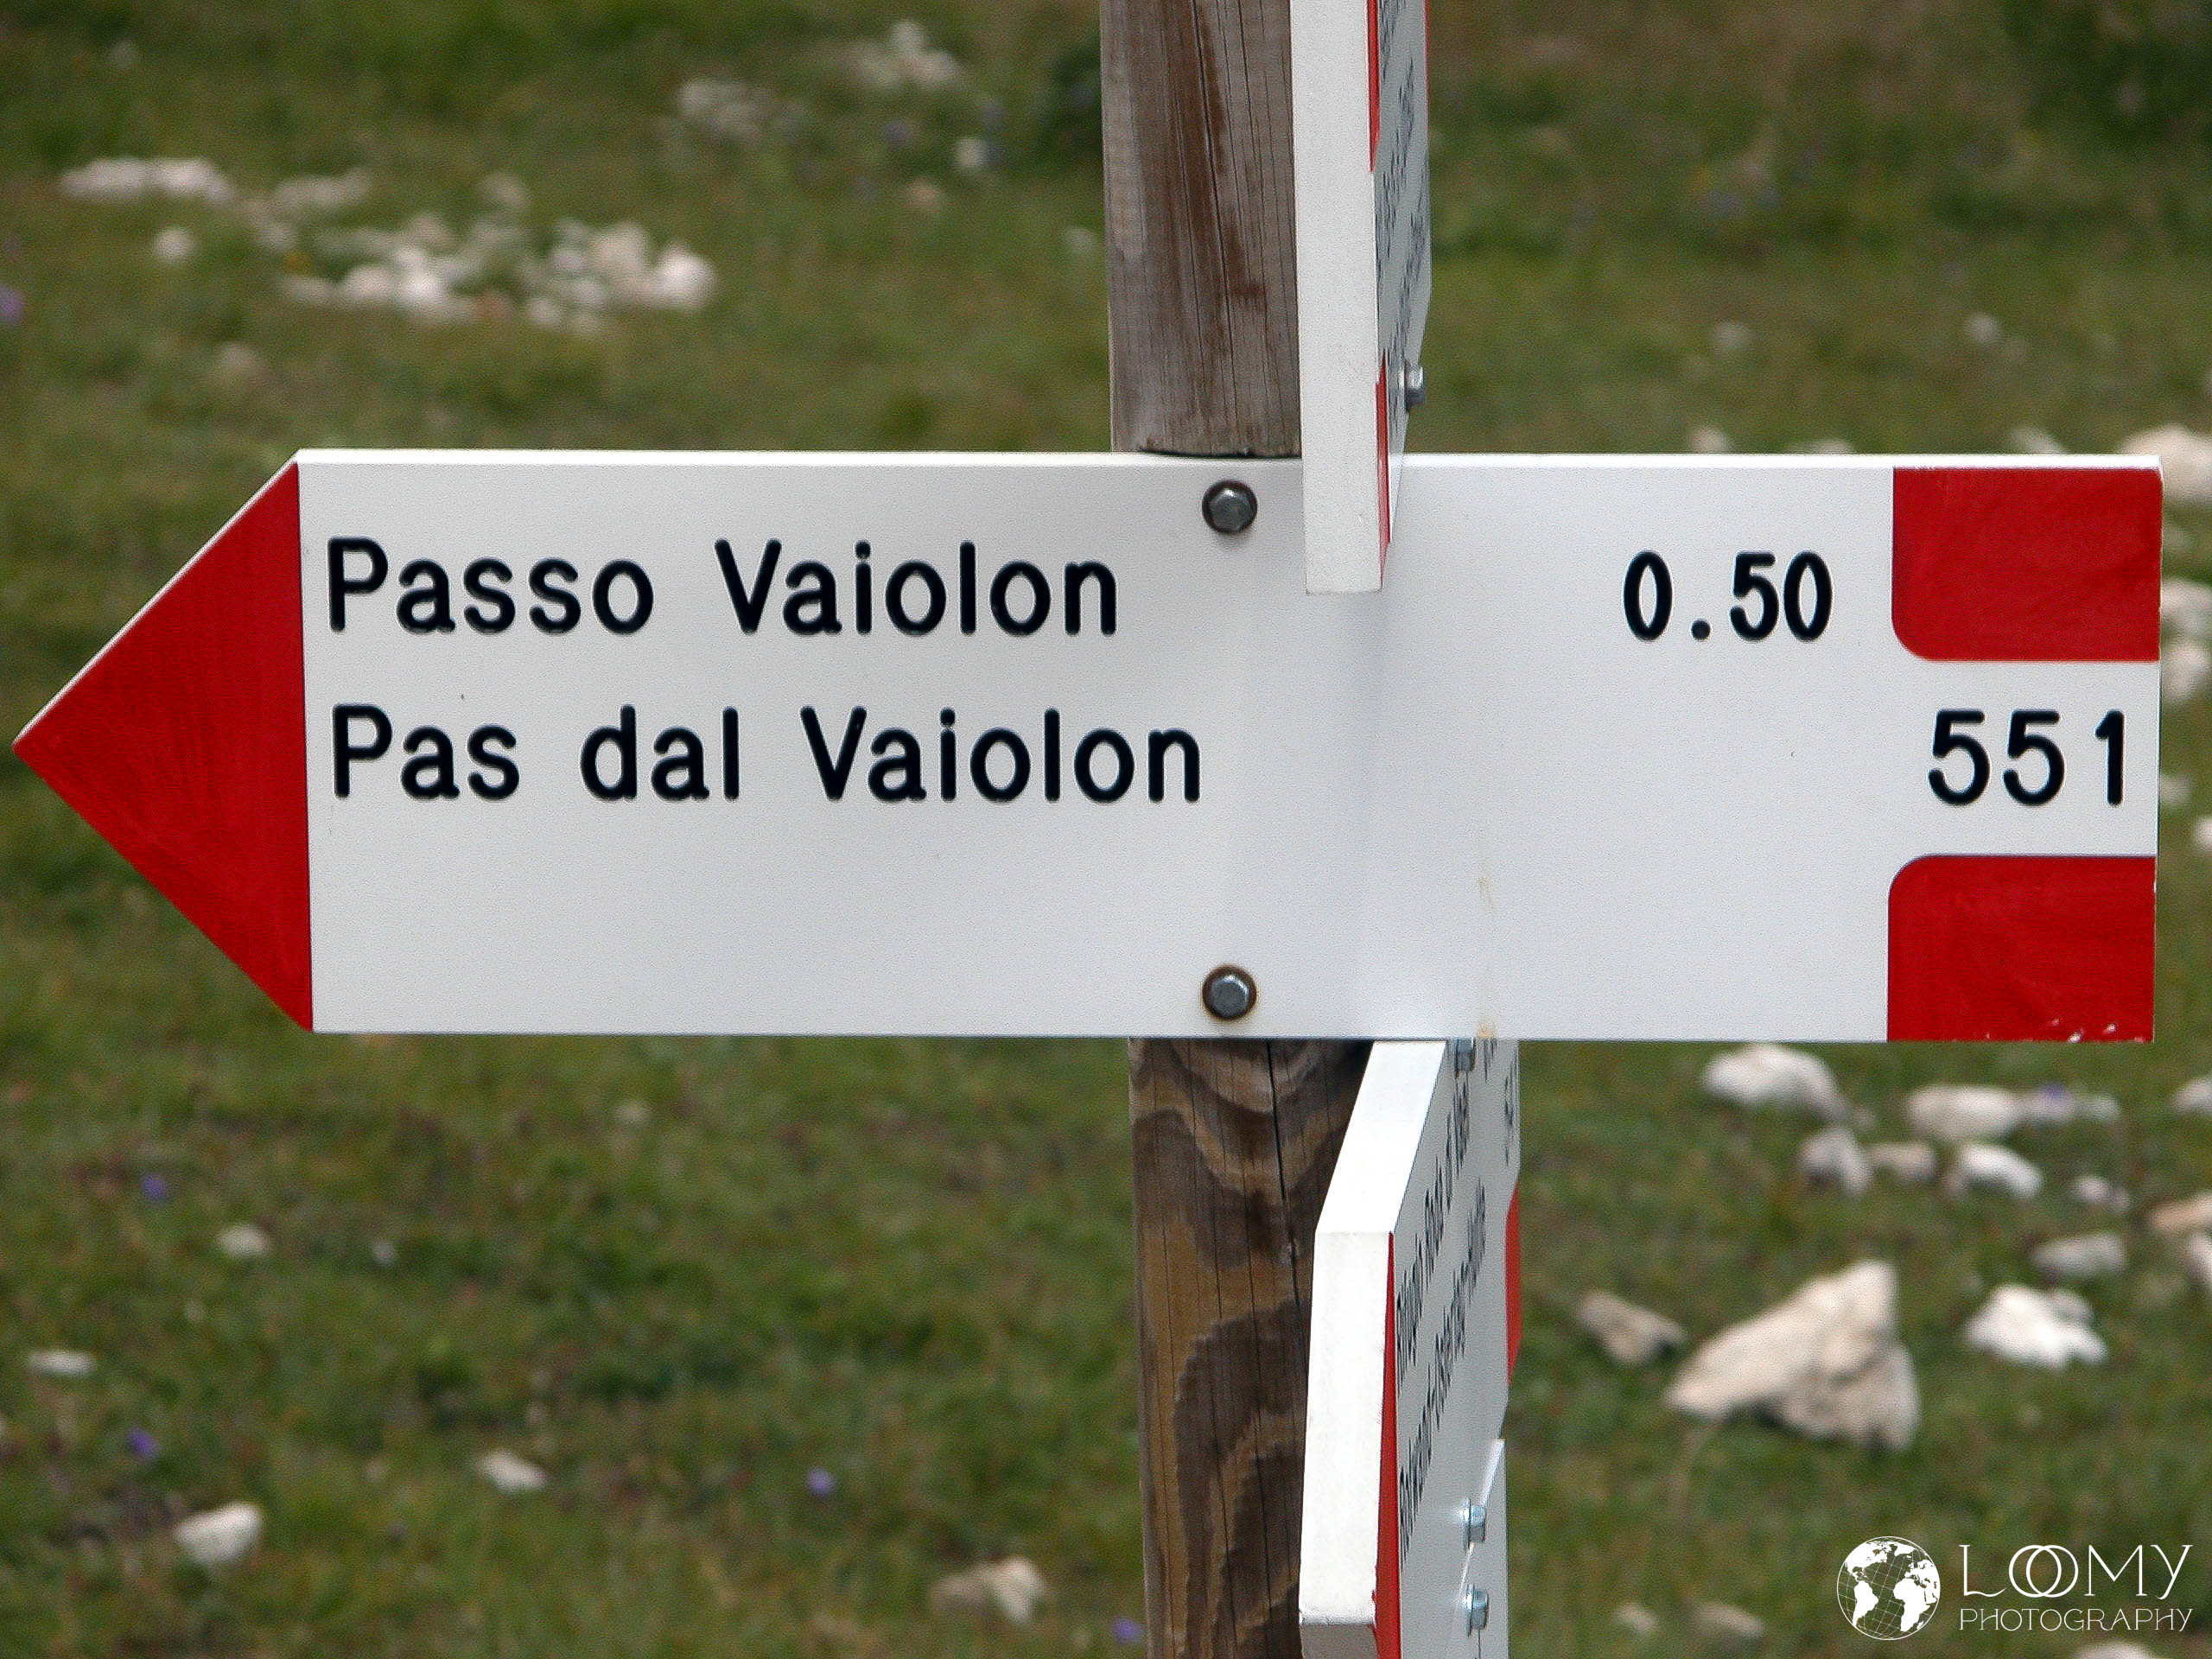 Passo Vaiolon 0.50
Pas dal Vaiolon
551
LOOMY
PHOTOGRAPHY